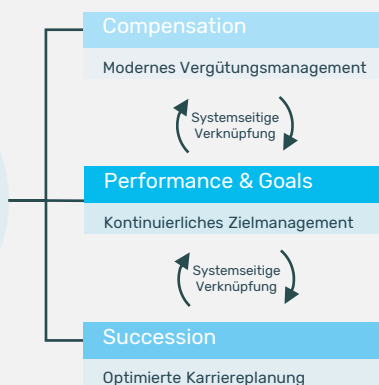 Compensation
Modernes Vergütungsmanagement
Systemseitige
Verknüpfung
Performance & Goals
Kontinuierliches Zielmanagement
Systemseitige
Verknüpfung
Succession
Optimierte Karriereplanung